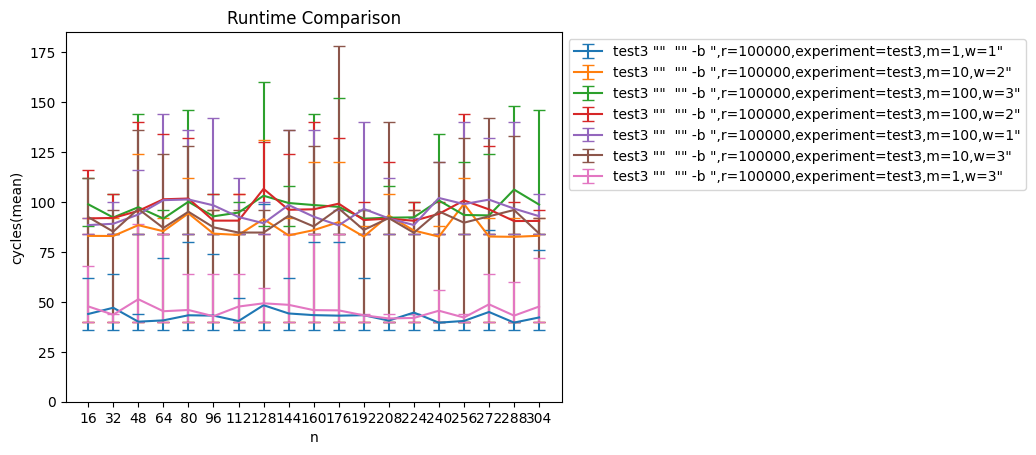 Runtime Comparison
cycles(mean)
175
150
125
100
75
50
25
0
16 32 48 64 80 96 112 128 144 160 176 192 208 224 240 256 272 288 304
n
test3 ""  "" -b ",r=100000,experiment=test3,m=1,w=1"
test3 ""  "" -b ",r=100000,experiment=test3,m=10,w=2"
test3 ""  "" -b ",r=100000,experiment=test3,m=100,w=3"
test3 ""  "" -b ",r=100000,experiment=test3,m=100,w=2"
test3 ""  "" -b ",r=100000,experiment=test3,m=100,w=1"
test3 ""  "" -b ",r=100000,experiment=test3,m=10,w=3"
test3 ""  "" -b ",r=100000,experiment=test3,m=1,w=3"